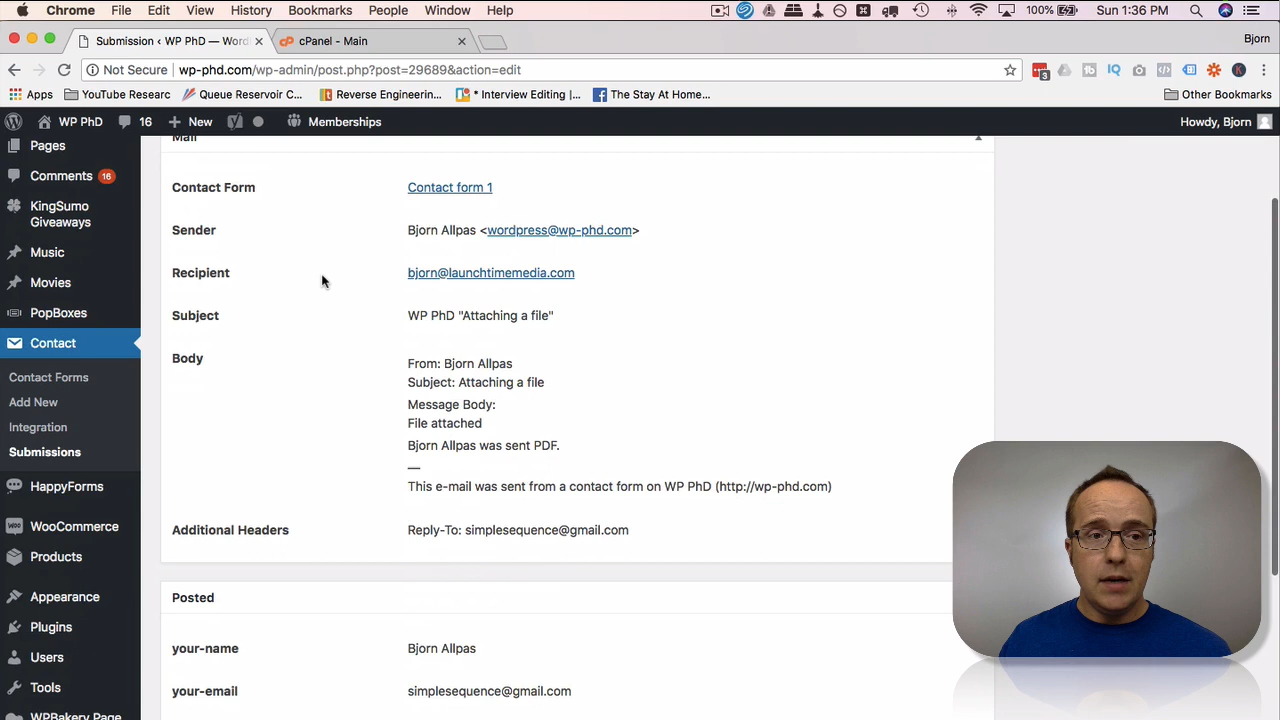 Chrome File Edit View History Bookmarks People Window Help 100% Sun 1:36 PM
Submission ‹ WP PhD — Word cPanel - Main Bjorn
Not Secure wp-phd.com/wp-admin/post.php?post=29689&action=edit 3
Apps YouTube Researc Queue Reservoir C... Reverse Engineerin... * Interview Editing |... The Stay At Home... Other Bookmarks
WP PhD 16 New Memberships Howdy, Bjorn
Pages
Comments 16
KingSumo
Giveaways
Music
Movies
PopBoxes
Contact
Contact Forms
Add New
Integration
Submissions
HappyForms
WooCommerce
Products
Appearance
Plugins
Users
Tools
WPBakery Page
Mail
Contact Form Contact form 1
Sender Bjorn Allpas <wordpress@wp-phd.com>
Recipient bjorn@launchtimemedia.com
Subject WP PhD "Attaching a file"
Body
From: Bjorn Allpas
Subject: Attaching a file
Message Body:
File attached
Bjorn Allpas was sent PDF.
—
This e-mail was sent from a contact form on WP PhD (http://wp-phd.com)
Additional Headers Reply-To: simplesequence@gmail.com
Posted
your-name Bjorn Allpas
your-email simplesequence@gmail.com